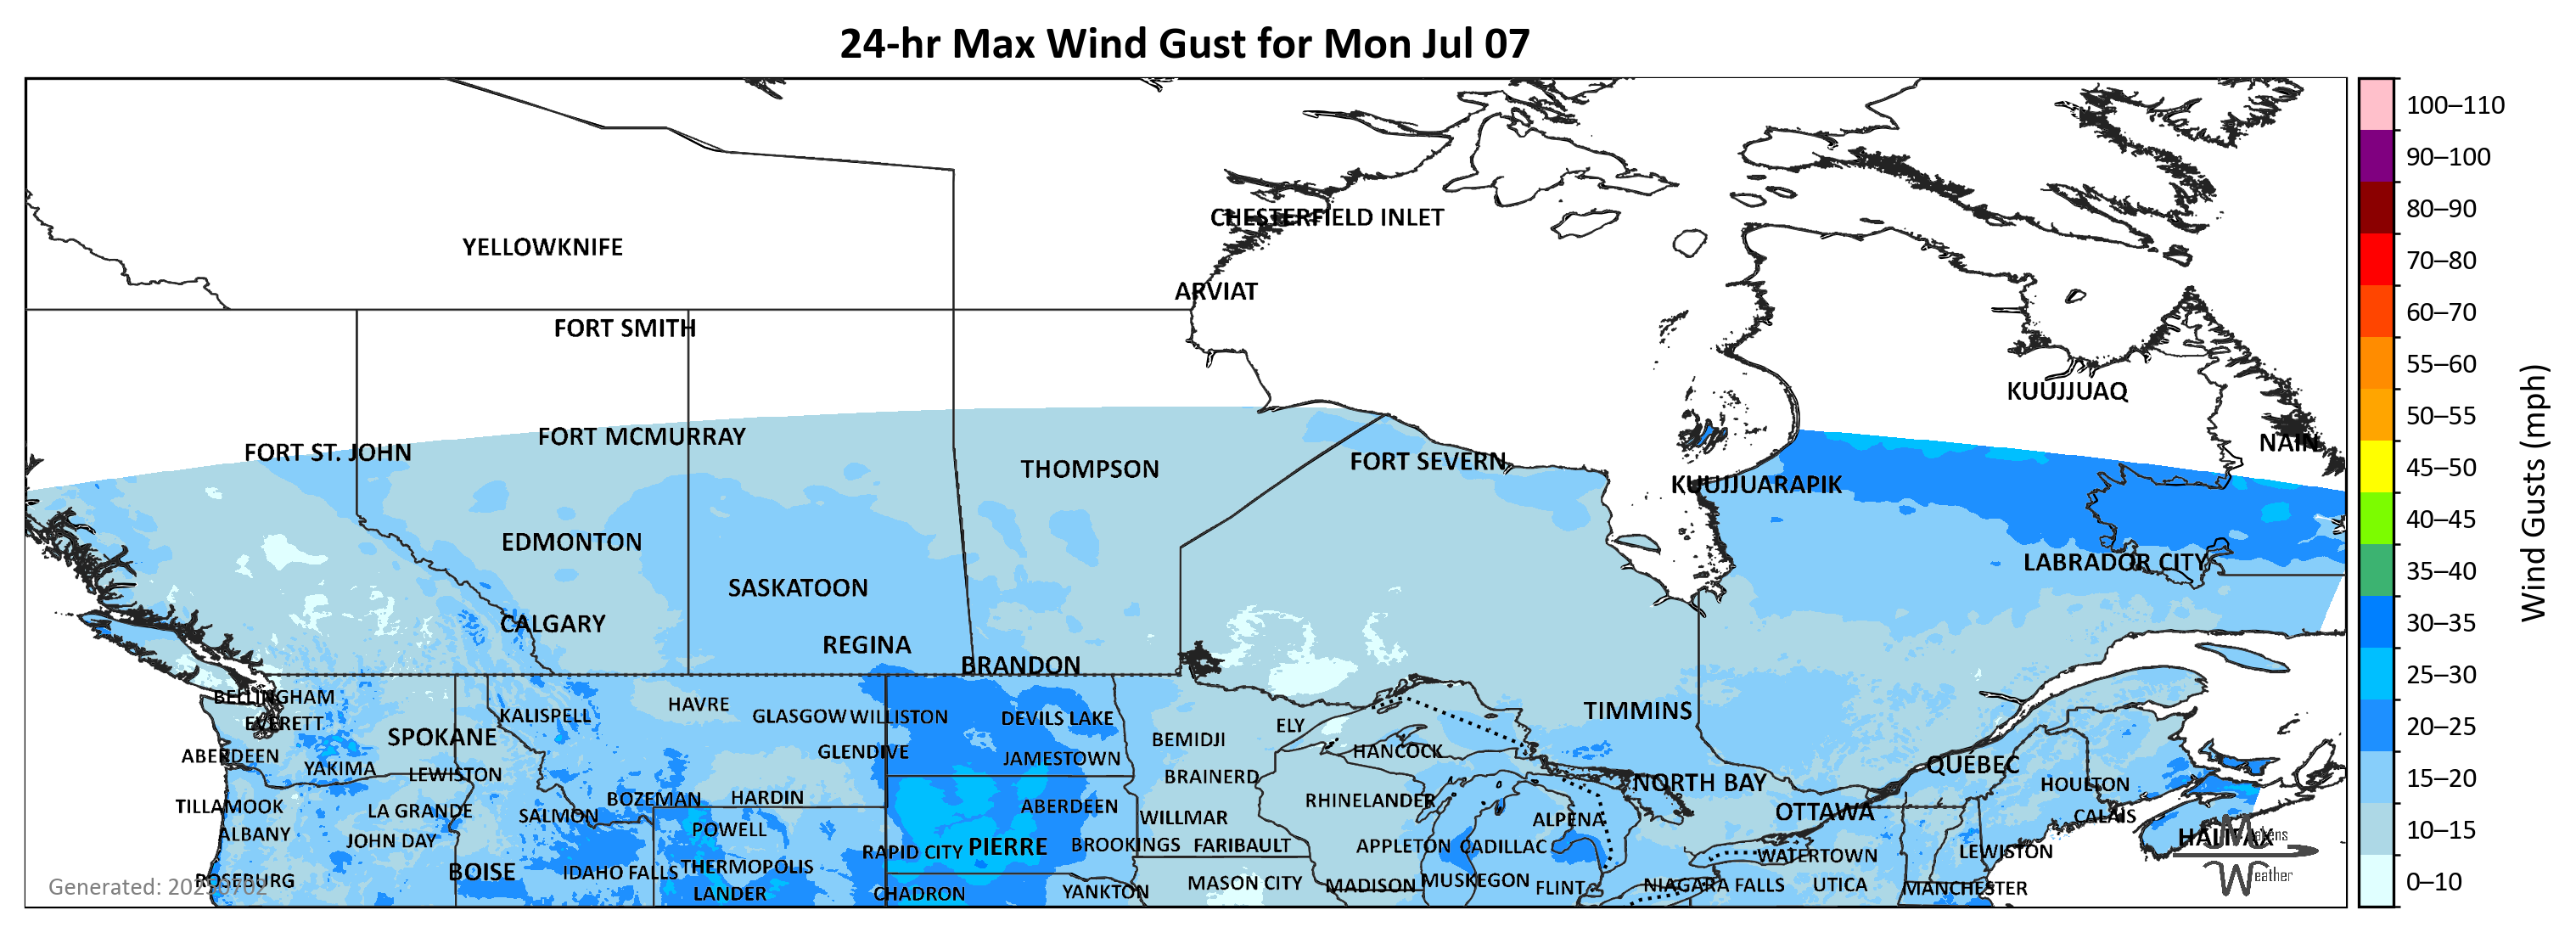 24-hr Max Wind Gust for Mon Jul 07
100–110
90–100
CHESTERFIELD INLET
80–90
YELLOWKNIFE
70–80
ARVIAT
60–70
FORT SMITH
55–60
KUUJJUAQ
50–55
FORT MCMURRAY
NAIN
FORT ST. JOHN
45–50
THOMPSON
FORT SEVERN
KUUJJUARAPIK
40–45
EDMONTON
LABRADOR CITY
35–40
Wind Gusts (mph)
SASKATOON
CALGARY
30–35
REGINA
BRANDON
25–30
BELLINGHAM
HAVRE
KALISPELL
GLASGOW
WILLISTON
DEVILS LAKE
TIMMINS
EVERETT
ELY
20–25
SPOKANE
BEMIDJI
ABERDEEN
GLENDIVE
JAMESTOWN
HANCOCK
QUÉBEC
YAKIMA
LEWISTON
BRAINERD
15–20
NORTH BAY
HOULTON
BOZEMAN
HARDIN
RHINELANDER
TILLAMOOK
LA GRANDE
SALMON
ABERDEEN
WILLMAR
ALPENA
OTTAWA
CALAIS
10–15
ALBANY
JOHN DAY
POWELL
HALIFAX
Matens
RAPID CITY
PIERRE
BROOKINGS
FARIBAULT
APPLETON
CADILLAC
WATERTOWN
LEWISTON
BOISE
IDAHO FALLS
THERMOPOLIS
Weather
ROSEBURG
Generated: 20250702
LANDER
CHADRON
YANKTON
MASON CITY
MADISON
MUSKEGON
FLINT
NIAGARA FALLS
UTICA
MANCHESTER
0–10